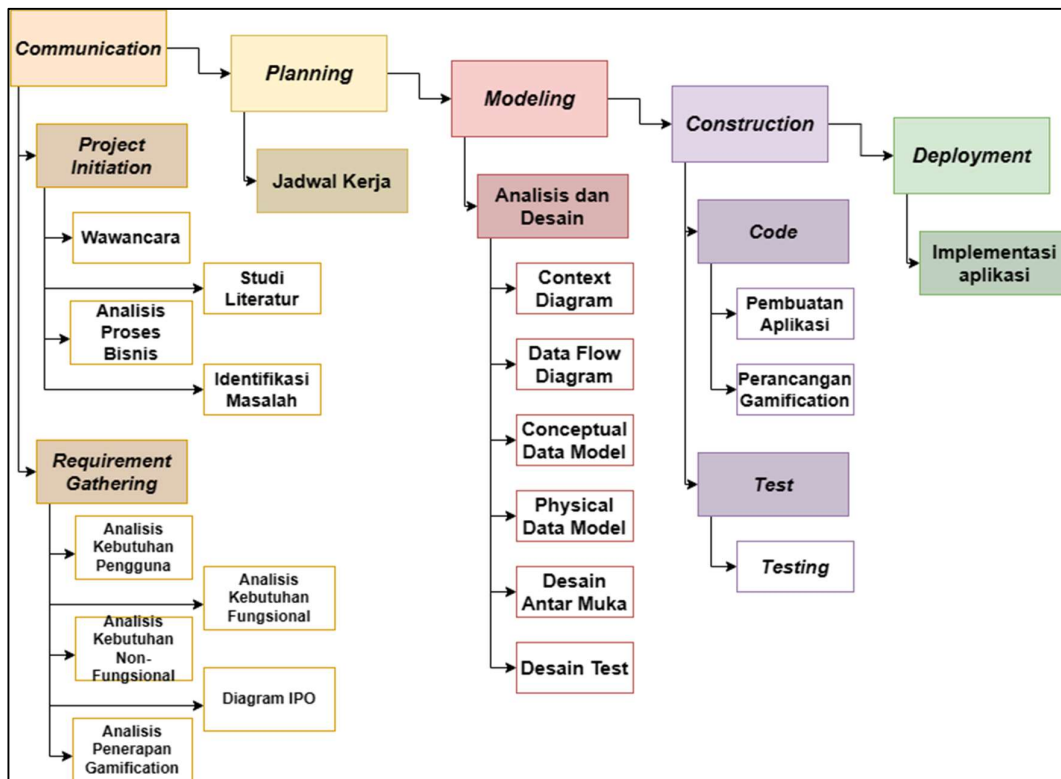 Communication
Planning
Modeling
Construction
Deployment
Project
Initiation
Wawancara
Studi
Literatur
Analisis
Proses
Bisnis
Identifikasi
Masalah
Requirement
Gathering
Analisis
Kebutuhan
Pengguna
Analisis
Kebutuhan
Fungsional
Analisis
Kebutuhan
Non-
Fungsional
Diagram IPO
Analisis
Penerapan
Gamification
Jadwal Kerja
Analisis dan
Desain
Context
Diagram
Data Flow
Diagram
Conceptual
Data Model
Physical
Data Model
Desain
Antar Muka
Desain Test
Code
Pembuatan
Aplikasi
Perancangan
Gamification
Test
Testing
Implementasi
aplikasi